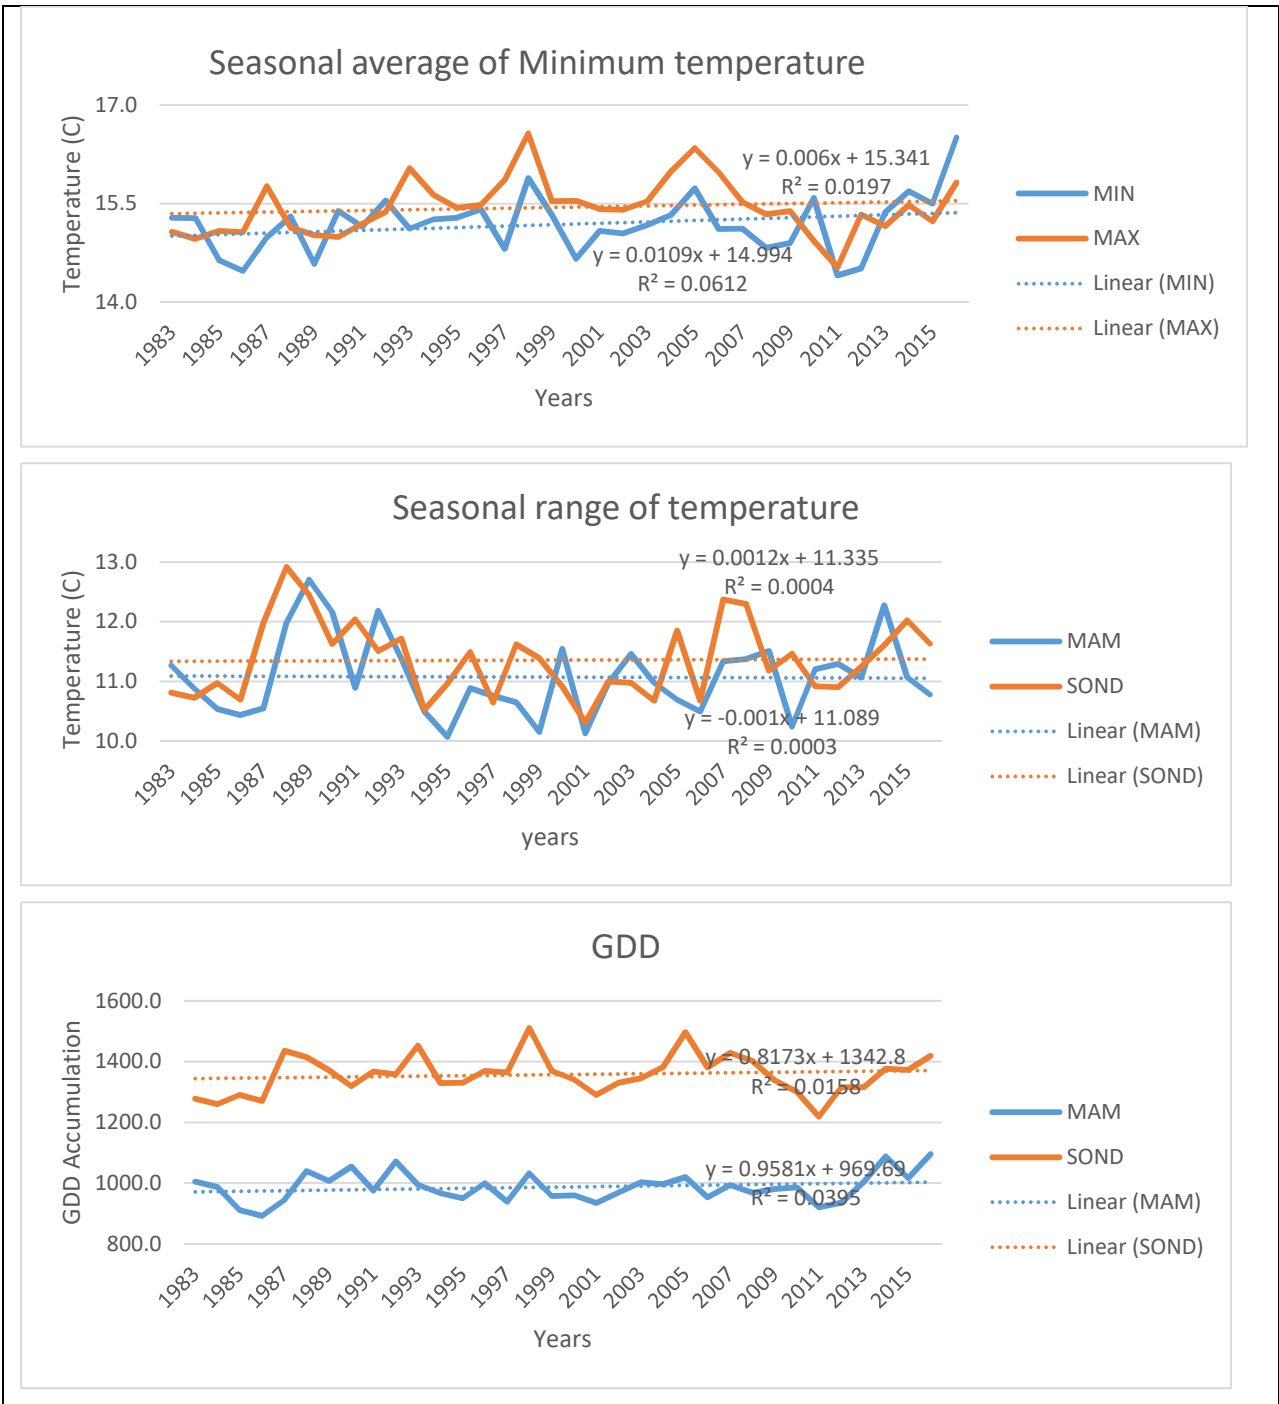 Seasonal average of Minimum temperature
Temperature (C)
17.0
15.5
14.0
y = 0.006x + 15.341
R² = 0.0197
y = 0.0109x + 14.994
R² = 0.0612
1983 1985 1987 1989 1991 1993 1995 1997 1999 2001 2003 2005 2007 2009 2011 2013 2015
Years
MIN
MAX
Linear (MIN)
Linear (MAX)
Seasonal range of temperature
Temperature (C)
13.0
12.0
11.0
10.0
y = 0.0012x + 11.335
R² = 0.0004
y = -0.001x + 11.089
R² = 0.0003
1983 1985 1987 1989 1991 1993 1995 1997 1999 2001 2003 2005 2007 2009 2011 2013 2015
years
MAM
SOND
Linear (MAM)
Linear (SOND)
GDD
GDD Accumulation
1600.0
1400.0
1200.0
1000.0
800.0
y = 0.8173x + 1342.8
R² = 0.0158
y = 0.9581x + 969.69
R² = 0.0395
1983 1985 1987 1989 1991 1993 1995 1997 1999 2001 2003 2005 2007 2009 2011 2013 2015
Years
MAM
SOND
Linear (MAM)
Linear (SOND)